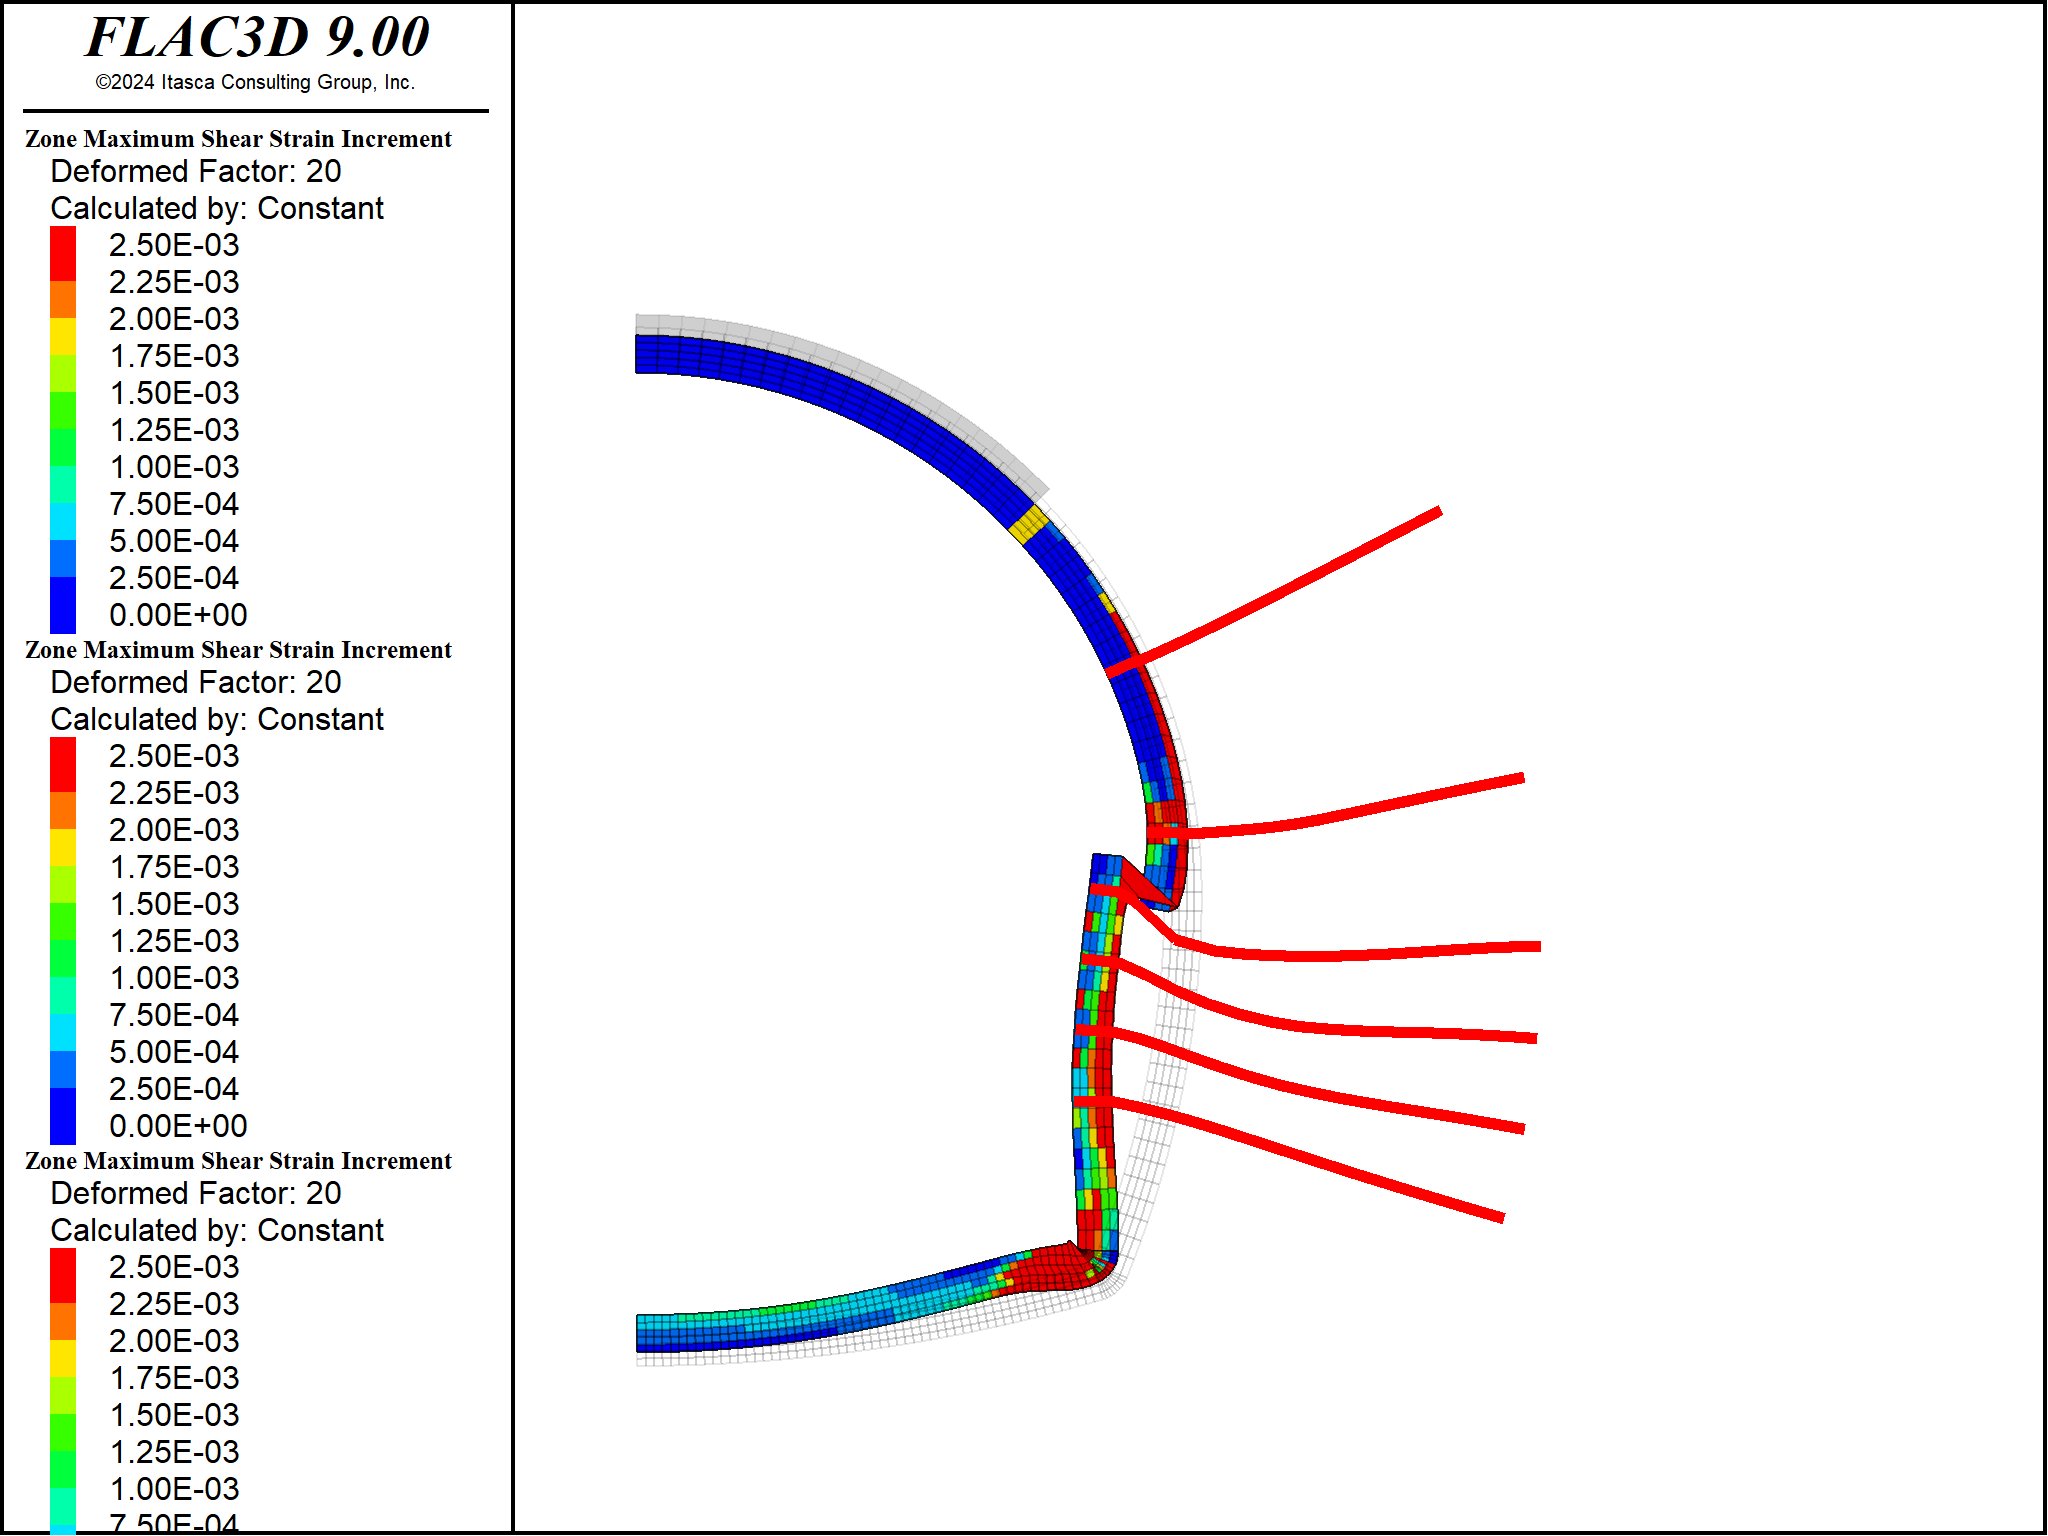 FLAC3D 9.00
©2024 Itasca Consulting Group, Inc.
Zone Maximum Shear Strain Increment
Deformed Factor: 20
Calculated by: Constant
2.50E-03
2.25E-03
2.00E-03
1.75E-03
1.50E-03
1.25E-03
1.00E-03
7.50E-04
5.00E-04
2.50E-04
0.00E+00
Zone Maximum Shear Strain Increment
Deformed Factor: 20
Calculated by: Constant
2.50E-03
2.25E-03
2.00E-03
1.75E-03
1.50E-03
1.25E-03
1.00E-03
7.50E-04
5.00E-04
2.50E-04
0.00E+00
Zone Maximum Shear Strain Increment
Deformed Factor: 20
Calculated by: Constant
2.50E-03
2.25E-03
2.00E-03
1.75E-03
1.50E-03
1.25E-03
1.00E-03
7.50E-04